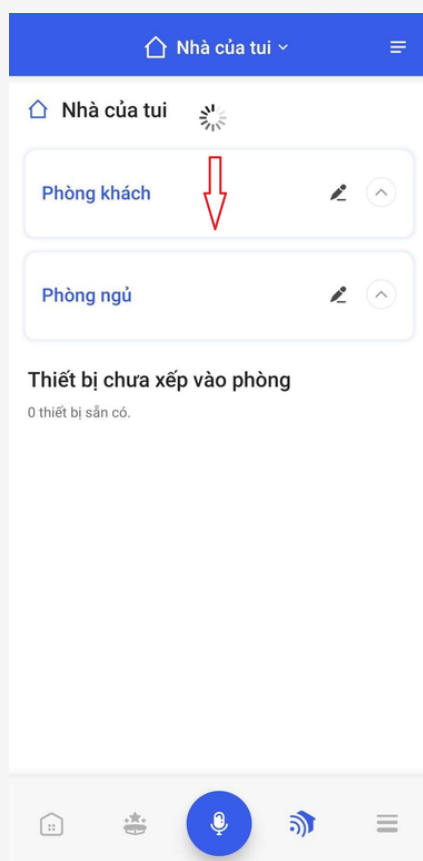 Nhà của tui
Nhà của tui
Phòng khách
Phòng ngủ
Thiết bị chưa xếp vào phòng
0 thiết bị sẵn có.